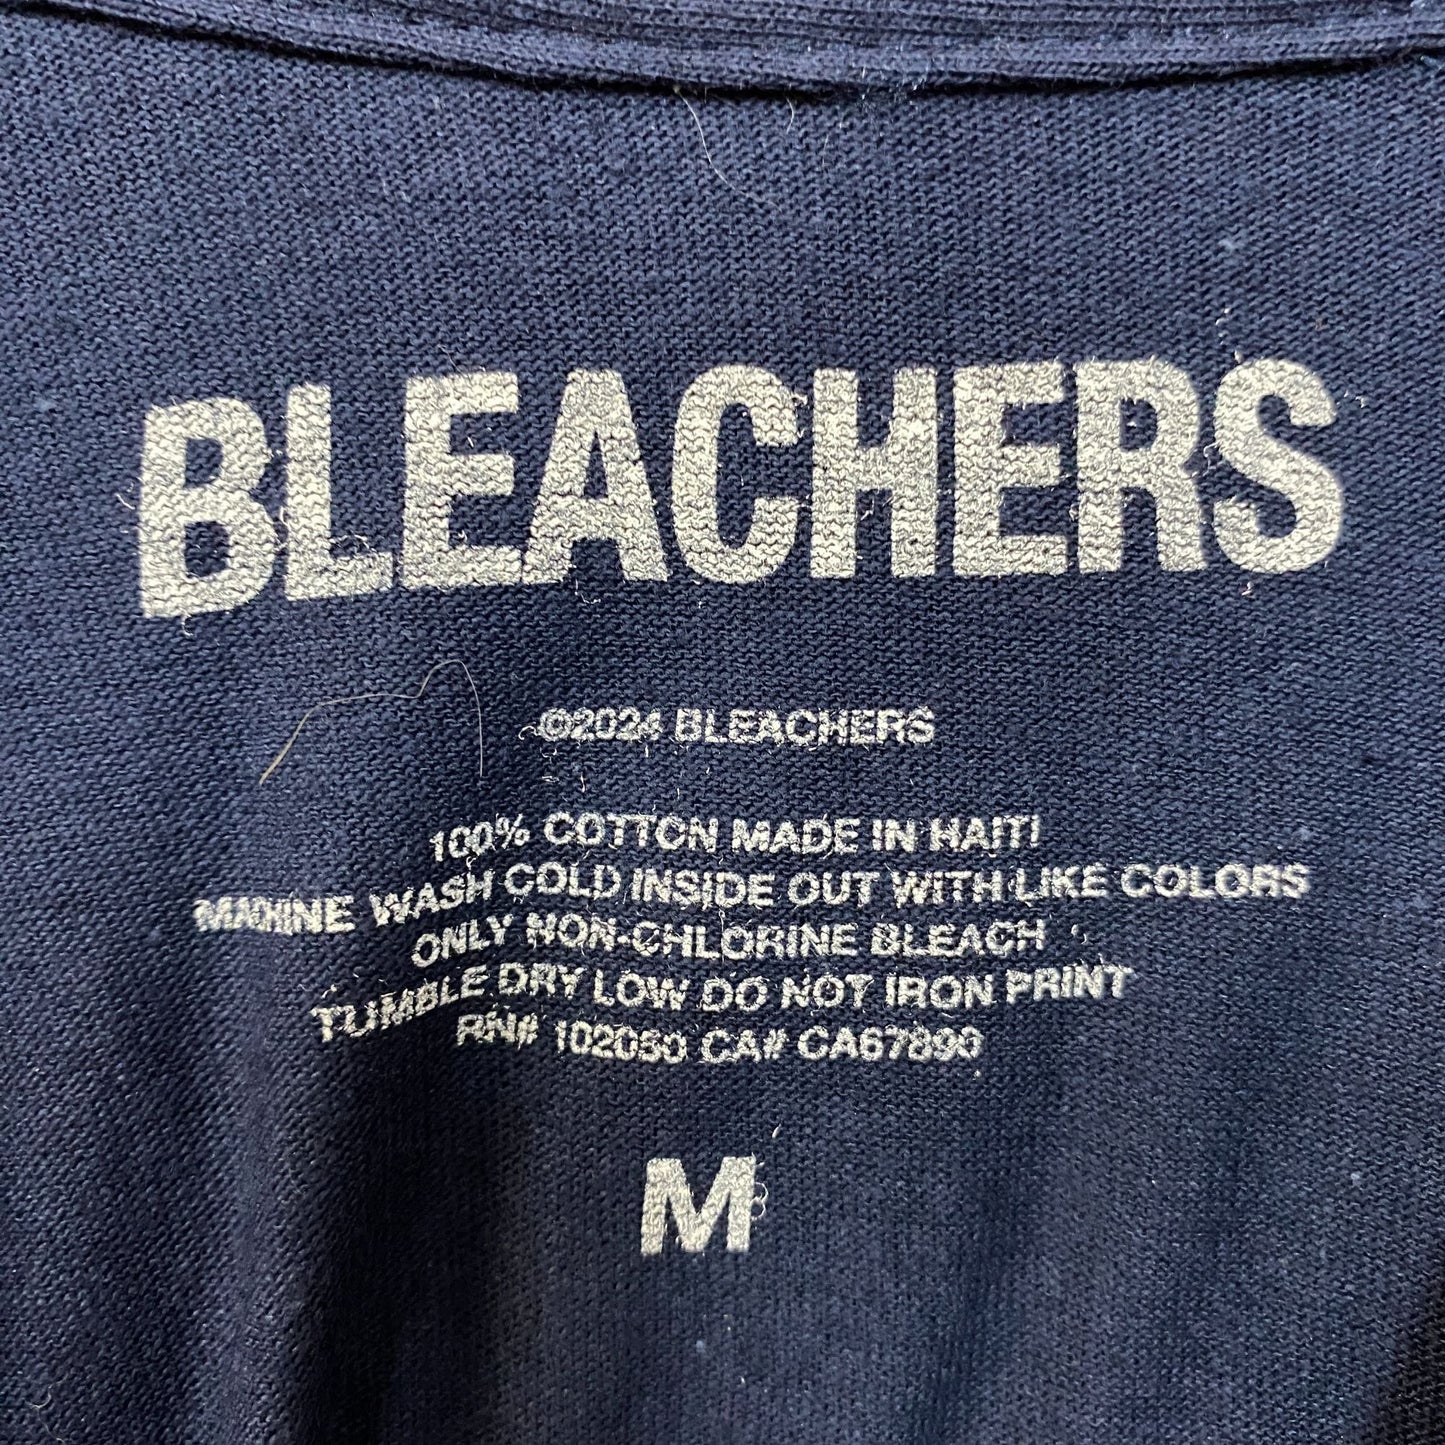 BLEACHERS
©2024 BLEACHERS
100% COTTON MADE IN HAITI
MACHINE WASH COLD INSIDE OUT WITH LIKE COLORS
ONLY NON-CHLORINE BLEACH
TUMBLE DRY LOW DO NOT IRON PRINT
RN# 102050 CA# CA67890
M